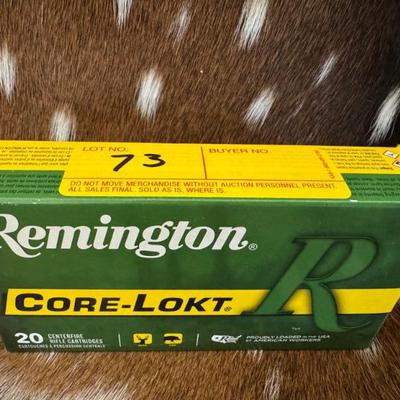 LOT NO.
73
BUYER NO.
DO NOT MOVE MERCHANDISE WITHOUT AUCTION PERSONNEL PRESENT.
ALL SALES FINAL. SOLD AS IS, WHERE IS.
Remington®
R
CORE-LOKT®
20 CENTERFIRE
RIFLE CARTRIDGES
CARTOUCHES À PERCUSSION CENTRALE
PROUDLY LOADED IN THE USA
BY AMERICAN WORKERS